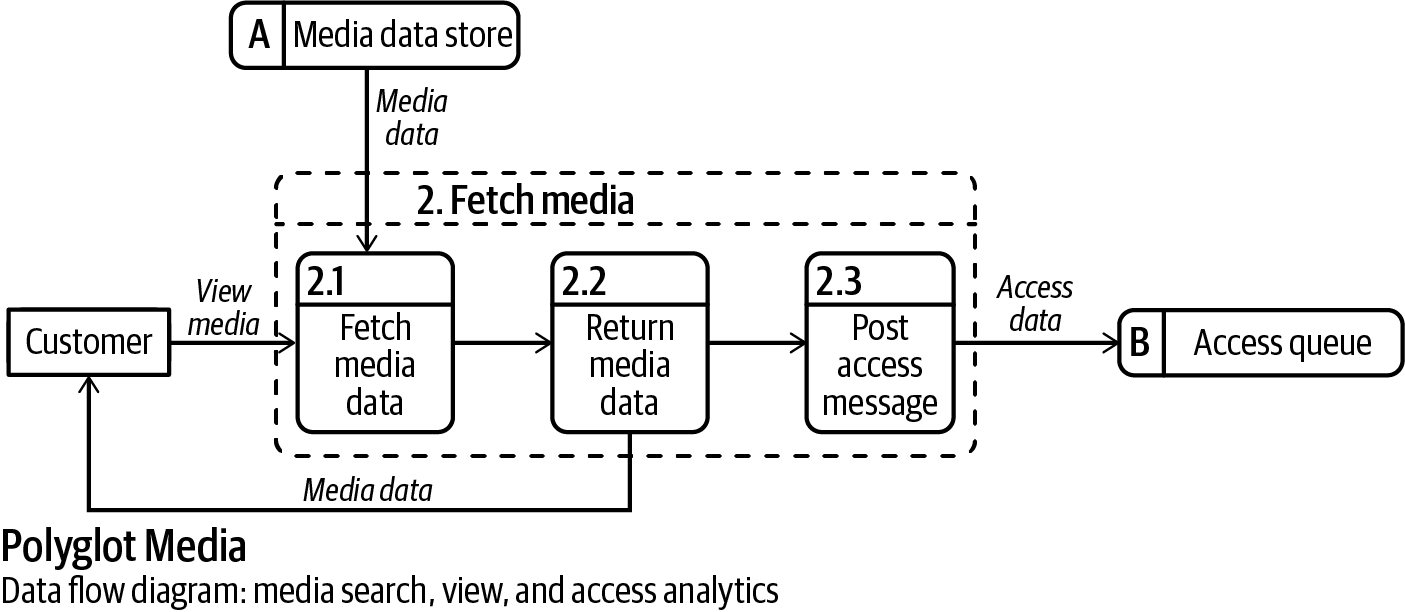 A Media data store
Media
data
2. Fetch media
2.1
Fetch
media
data
2.2
Return
media
data
2.3
Post
access
message
View
media
Customer
Access
data
B Access queue
Media data
Polyglot Media
Data flow diagram: media search, view, and access analytics